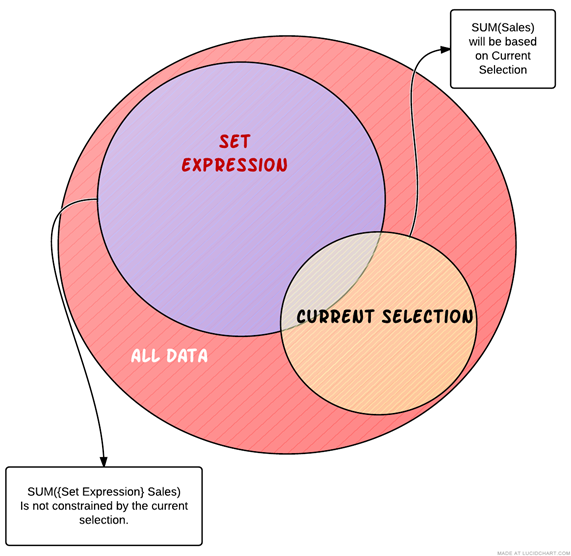 SUM(Sales)
will be based
on Current
Selection
SET
EXPRESSION
CURRENT SELECTION
ALL DATA
SUM({Set Expression} Sales)
Is not constrained by the current
selection.
MADE AT LUCIDCHART.COM